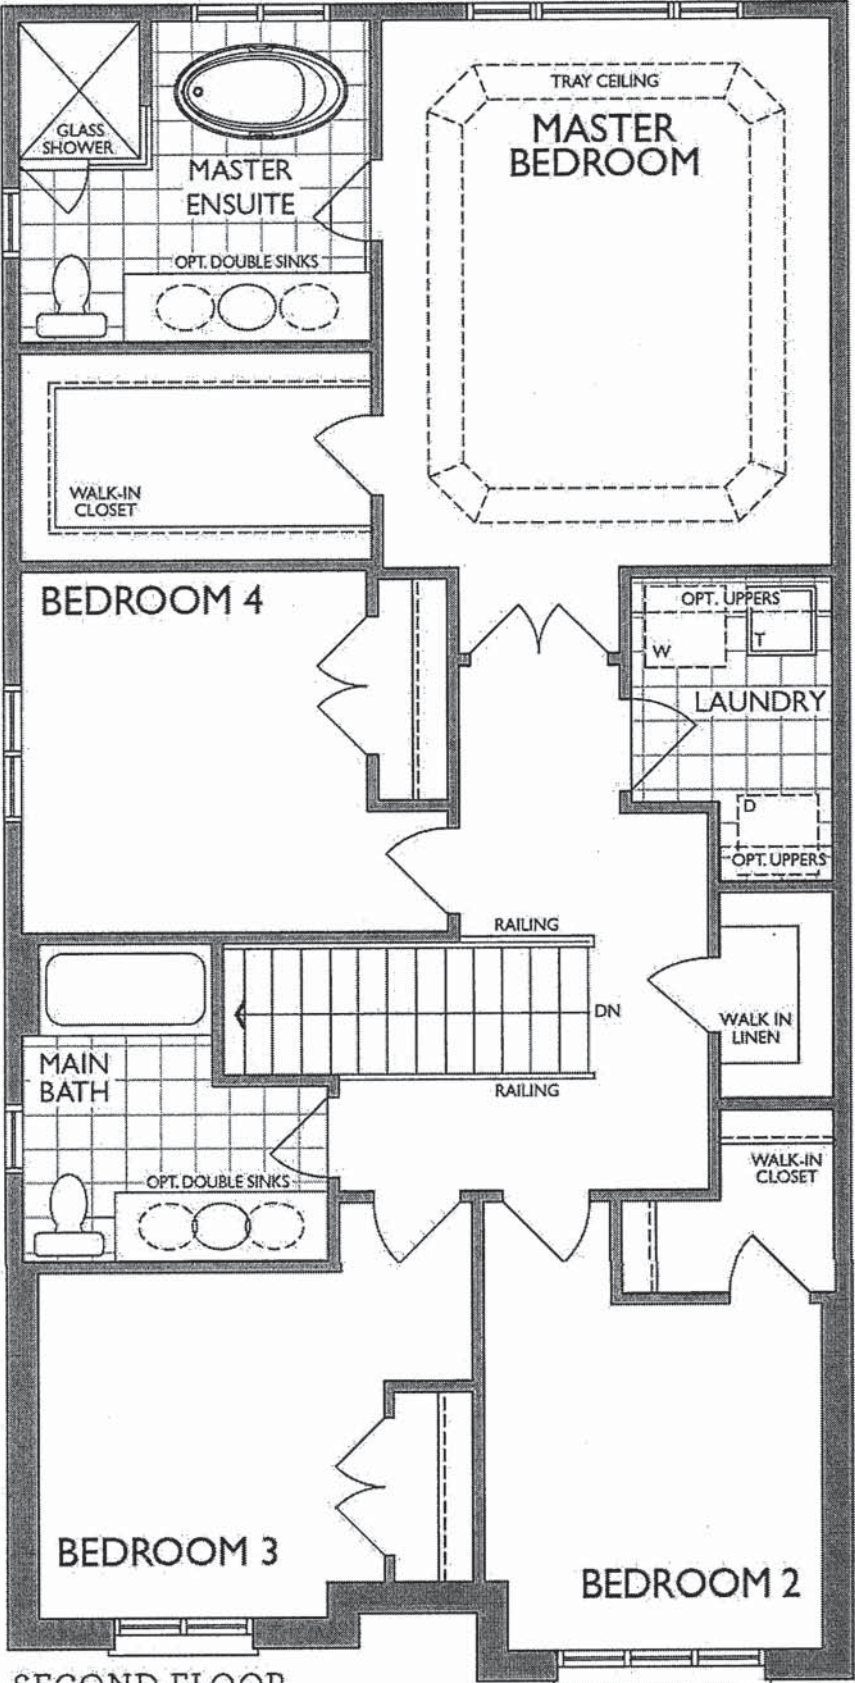 TRAY CEILING
MASTER
BEDROOM
GLASS
SHOWER
MASTER
ENSUITE
OPT. DOUBLE SINKS
WALK-IN
CLOSET
BEDROOM 4
OPT. UPPERS
W
T
LAUNDRY
D
OPT. UPPERS
RAILING
DN
WALK IN
LINEN
RAILING
MAIN
BATH
OPT. DOUBLE SINKS
WALK-IN
CLOSET
BEDROOM 3
BEDROOM 2
SECOND FLOOR